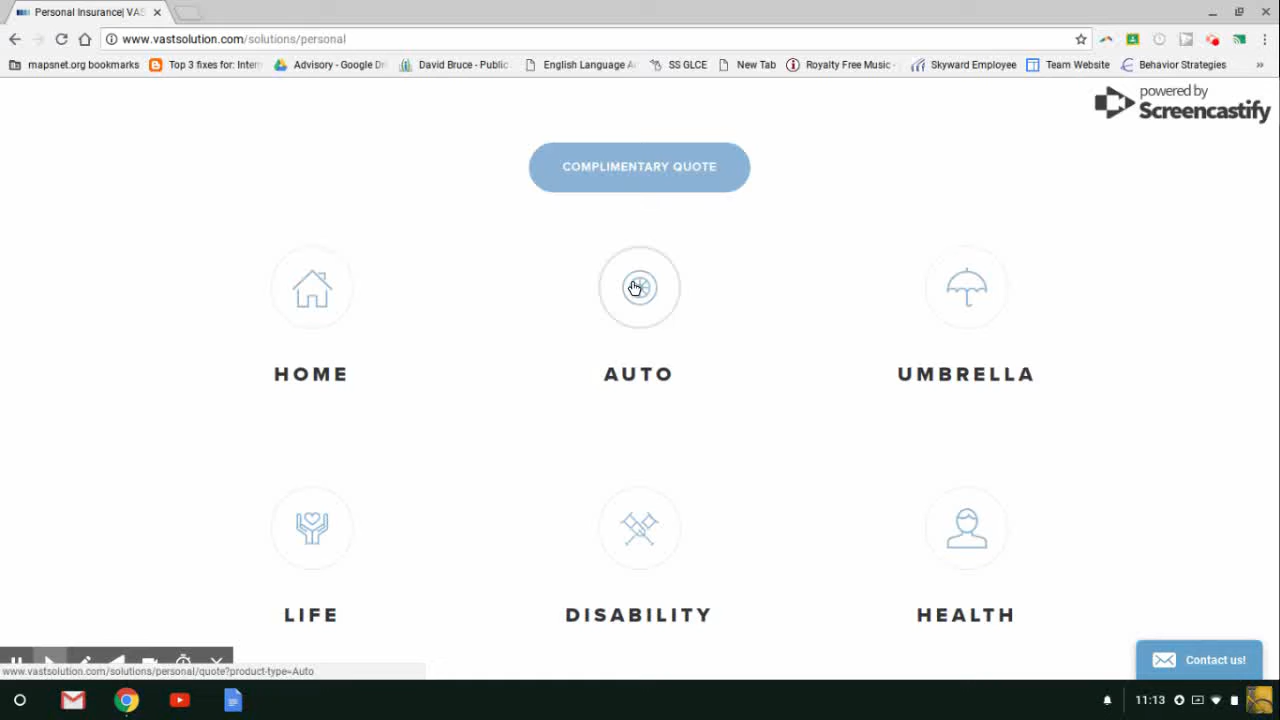 Personal Insurance| VAS
www.vastsolution.com/solutions/personal
mapsnet.org bookmarks
Top 3 fixes for: Intern
Advisory - Google Dr
David Bruce - Public
English Language A
SS GLCE
New Tab
Royalty Free Music -
Skyward Employee
Team Website
Behavior Strategies
»
powered by
Screencastify
COMPLIMENTARY QUOTE
HOME
AUTO
UMBRELLA
LIFE
DISABILITY
HEALTH
Contact us!
www.vastsolution.com/solutions/personal/quote?product-type=Auto
11:13